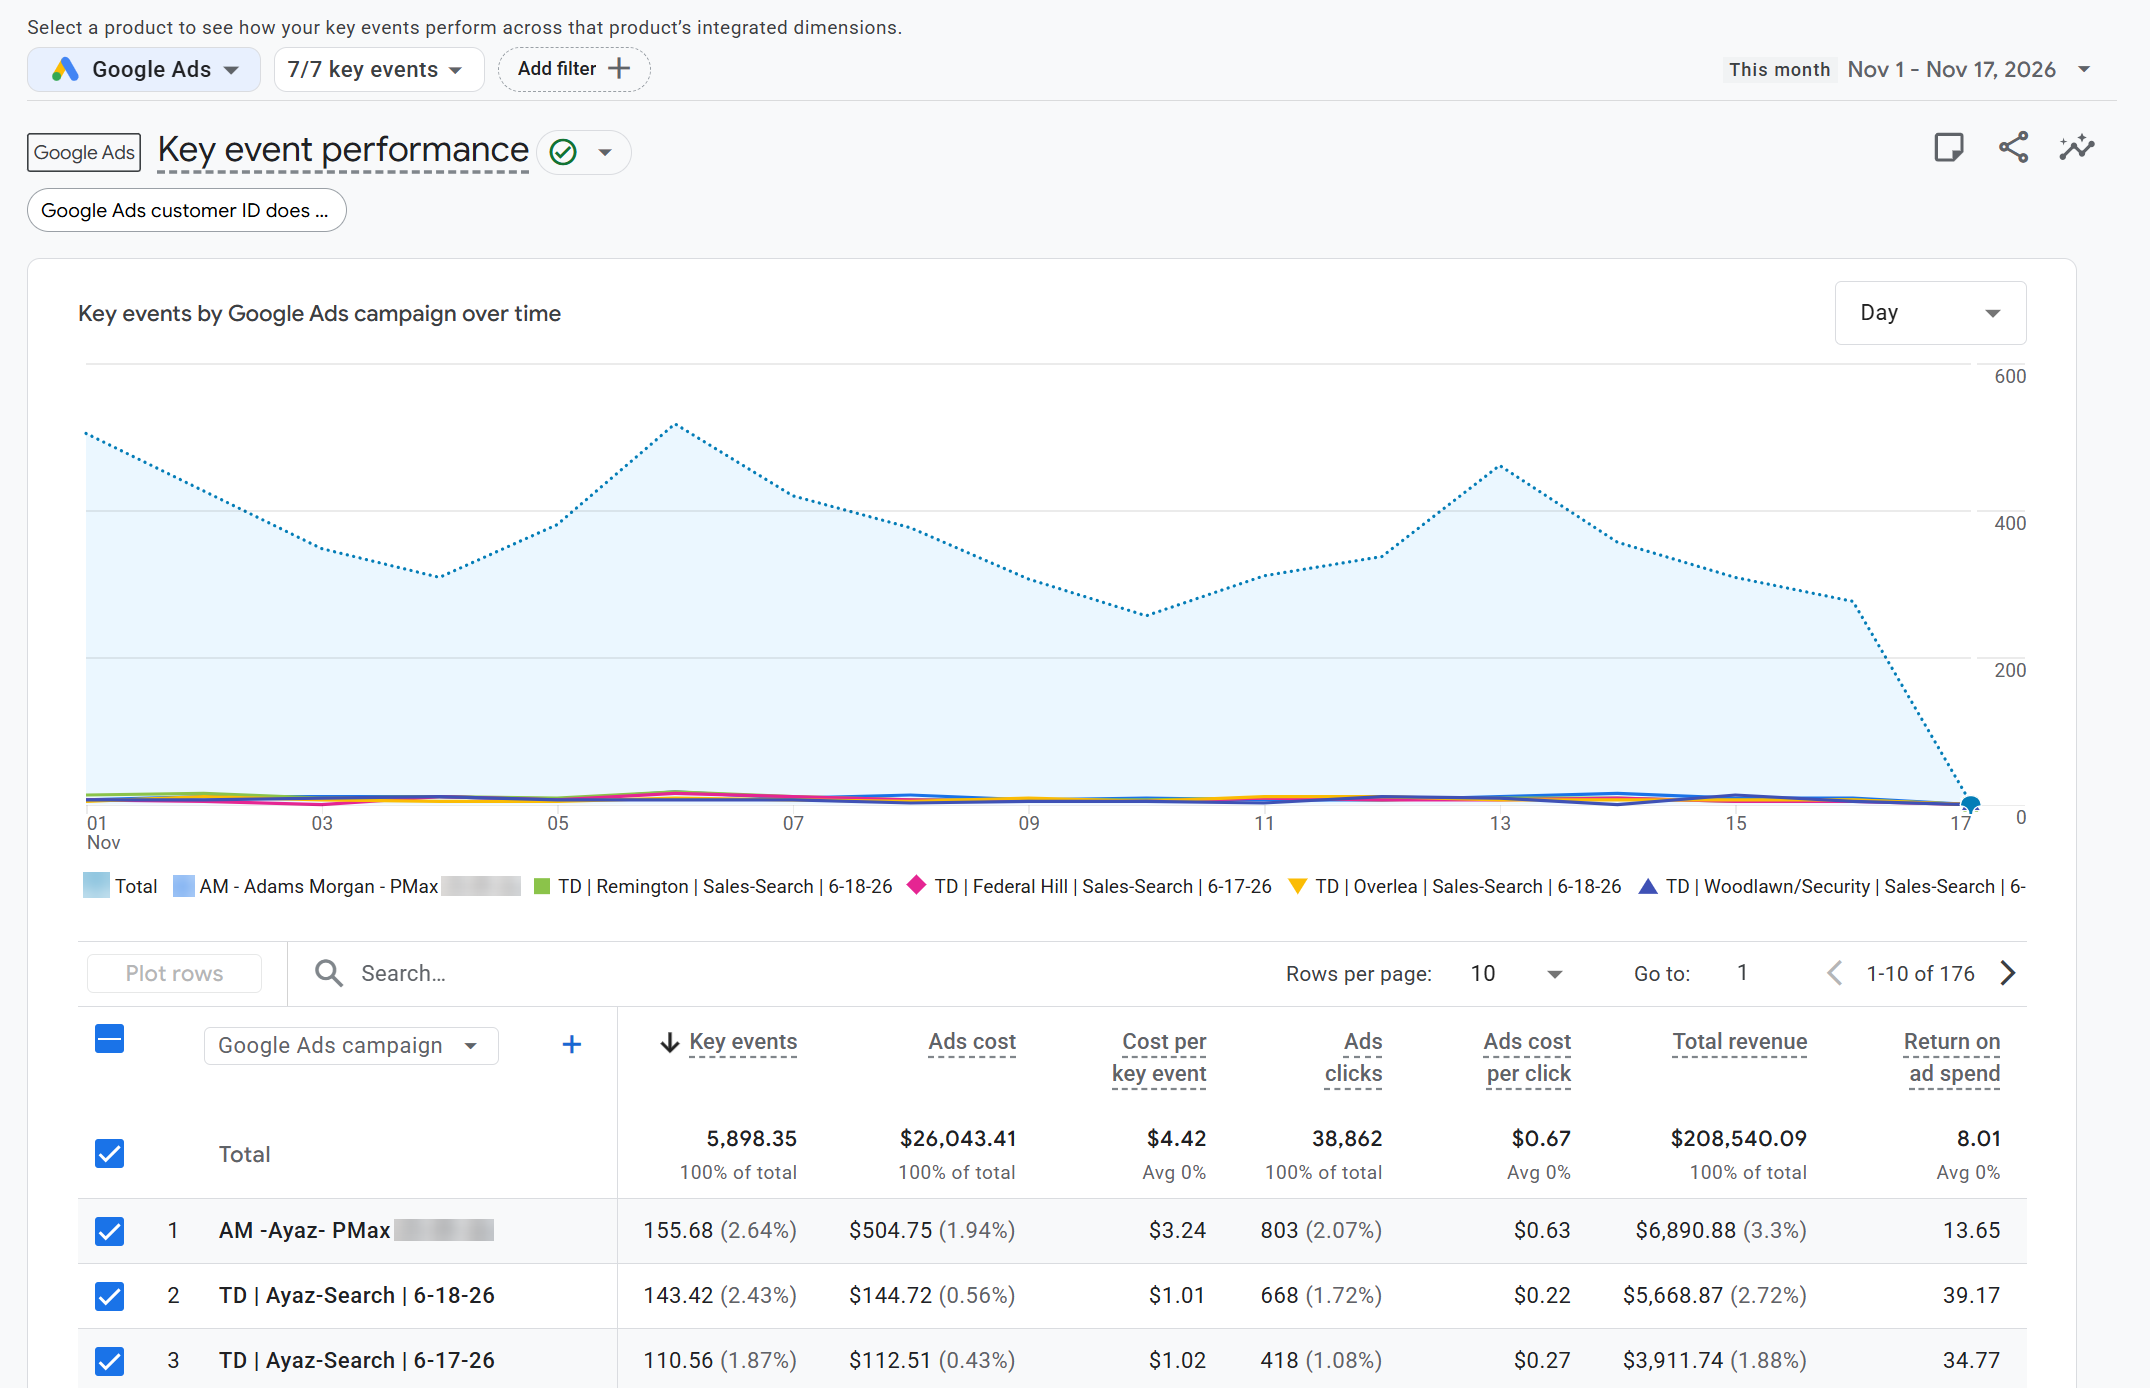 Select a product to see how your key events perform across that product's integrated dimensions.
Google Ads
7/7 key events
Add filter
This month
Nov 1 - Nov 17, 2026
Google Ads
Key event performance
Google Ads customer ID does ...
Key events by Google Ads campaign over time
Day
600
400
200
0
01
Nov
03
05
07
09
11
13
15
17
Total
AM - Adams Morgan - PMax
TD | Remington | Sales-Search | 6-18-26
TD | Federal Hill | Sales-Search | 6-17-26
TD | Overlea | Sales-Search | 6-18-26
TD | Woodlawn/Security | Sales-Search | 6-
Plot rows
Search…
Rows per page:
10
Go to:
1
1-10 of 176
Google Ads campaign
+
Key events
Ads cost
Cost per key event
Ads clicks
Ads cost per click
Total revenue
Return on ad spend
Total
5,898.35
$26,043.41
$4.42
38,862
$0.67
$208,540.09
8.01
100% of total
100% of total
Avg 0%
100% of total
Avg 0%
100% of total
Avg 0%
1
AM -Ayaz- PMax
155.68 (2.64%)
$504.75 (1.94%)
$3.24
803 (2.07%)
$0.63
$6,890.88 (3.3%)
13.65
2
TD | Ayaz-Search | 6-18-26
143.42 (2.43%)
$144.72 (0.56%)
$1.01
668 (1.72%)
$0.22
$5,668.87 (2.72%)
39.17
3
TD | Ayaz-Search | 6-17-26
110.56 (1.87%)
$112.51 (0.43%)
$1.02
418 (1.08%)
$0.27
$3,911.74 (1.88%)
34.77